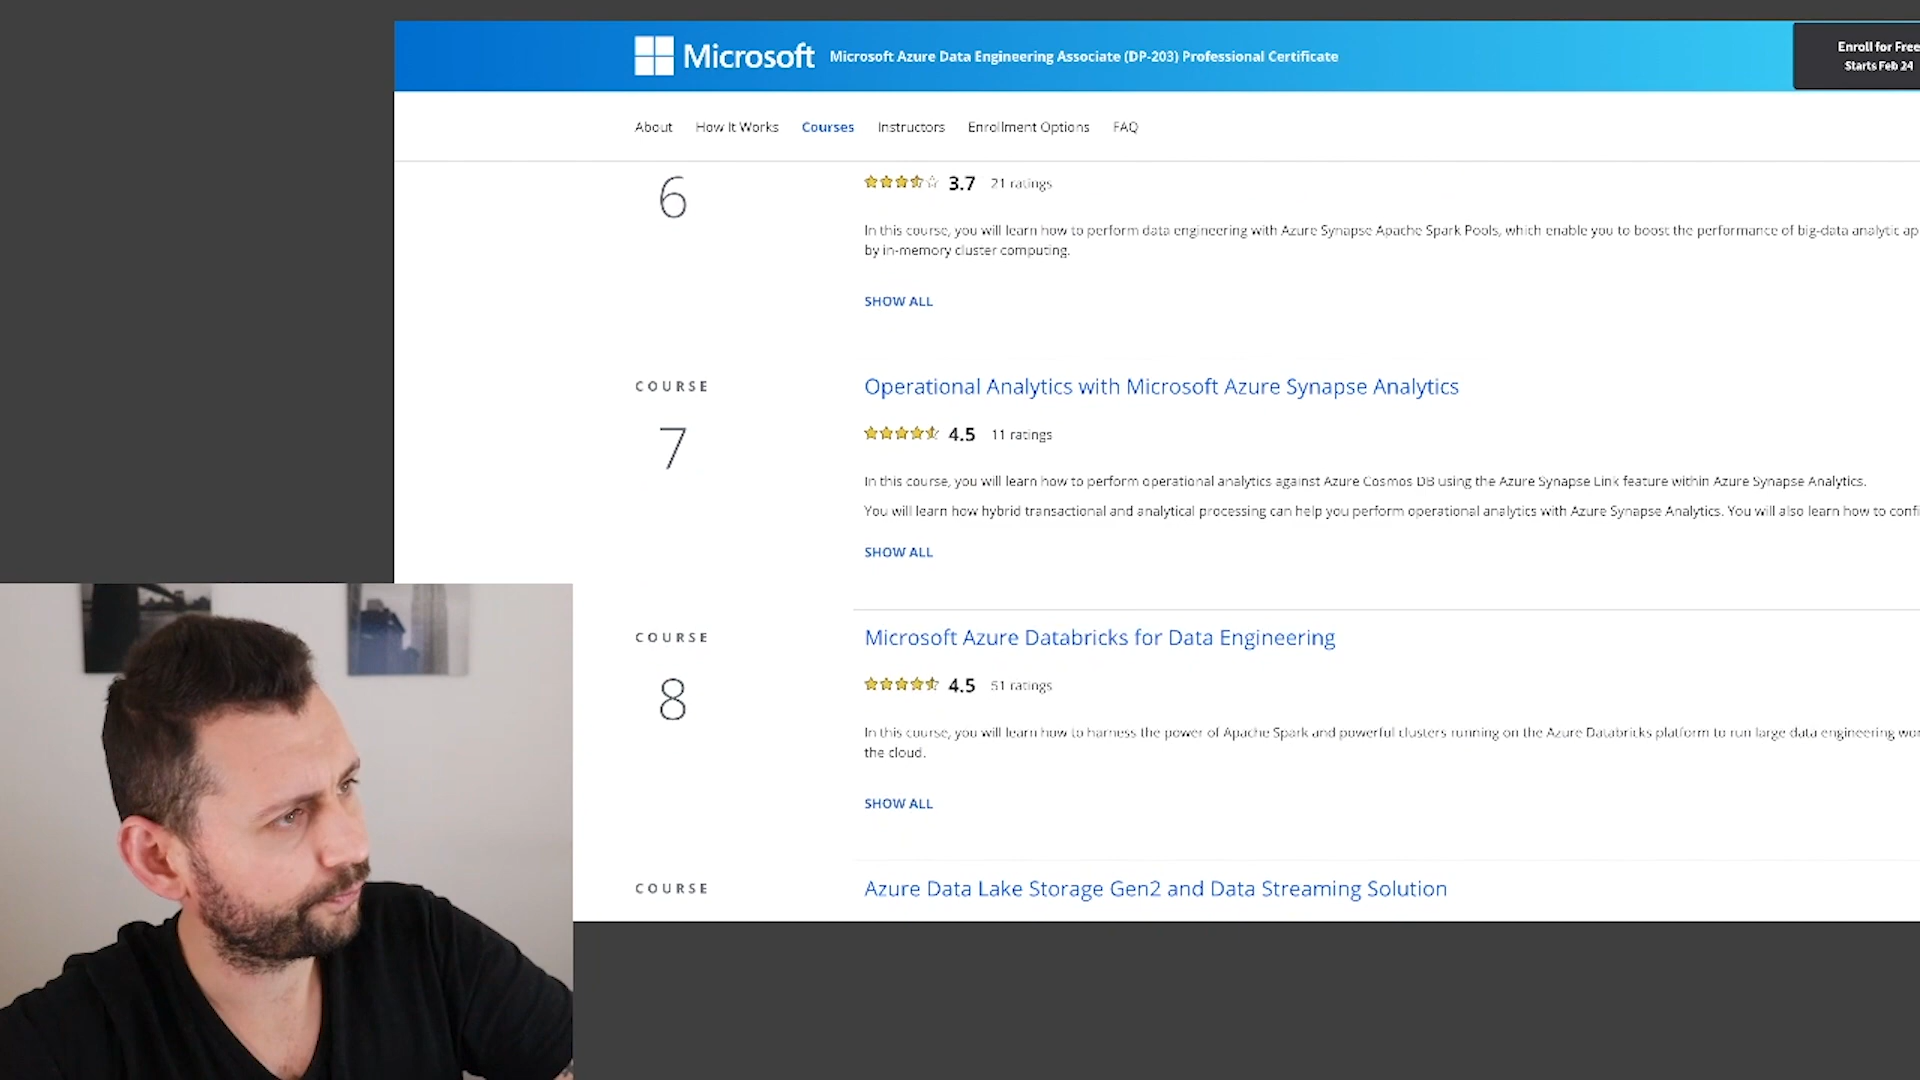 Microsoft Microsoft Azure Data Engineering Associate (DP-203) Professional Certificate
Enroll for Free
Starts Feb 24
About How It Works Courses Instructors Enrollment Options FAQ
6
3.7 21 ratings
In this course, you will learn how to perform data engineering with Azure Synapse Apache Spark Pools, which enable you to boost the performance of big-data analytic ap
by in-memory cluster computing.
SHOW ALL
COURSE
7
Operational Analytics with Microsoft Azure Synapse Analytics
4.5 11 ratings
In this course, you will learn how to perform operational analytics against Azure Cosmos DB using the Azure Synapse Link feature within Azure Synapse Analytics.
You will learn how hybrid transactional and analytical processing can help you perform operational analytics with Azure Synapse Analytics. You will also learn how to confi
SHOW ALL
COURSE
8
Microsoft Azure Databricks for Data Engineering
4.5 51 ratings
In this course, you will learn how to harness the power of Apache Spark and powerful clusters running on the Azure Databricks platform to run large data engineering wor
the cloud.
SHOW ALL
COURSE
Azure Data Lake Storage Gen2 and Data Streaming Solution